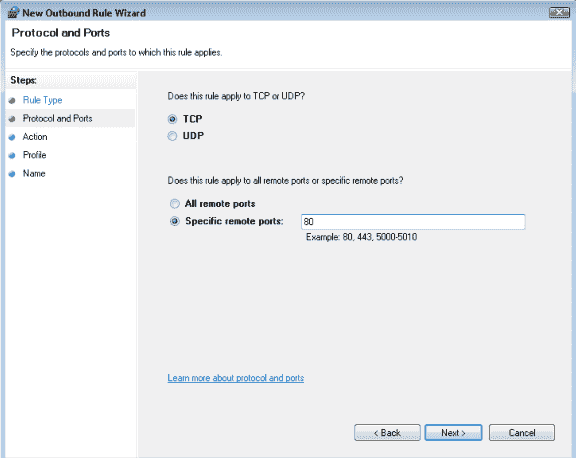 New Outbound Rule Wizard
Protocol and Ports
Specify the protocols and ports to which this rule applies.
Steps:
Rule Type
Protocol and Ports
Action
Profile
Name
Does this rule apply to TCP or UDP?
TCP
UDP
Does this rule apply to all remote ports or specific remote ports?
All remote ports
Specific remote ports: 80
Example: 80, 443, 5000-5010
Learn more about protocol and ports
< Back Next > Cancel